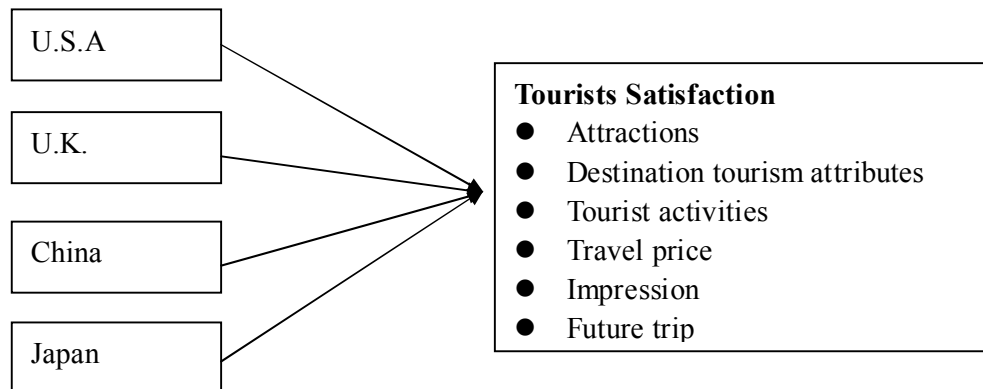 U.S.A
U.K.
China
Japan
Tourists Satisfaction
● Attractions
● Destination tourism attributes
● Tourist activities
● Travel price
● Impression
● Future trip